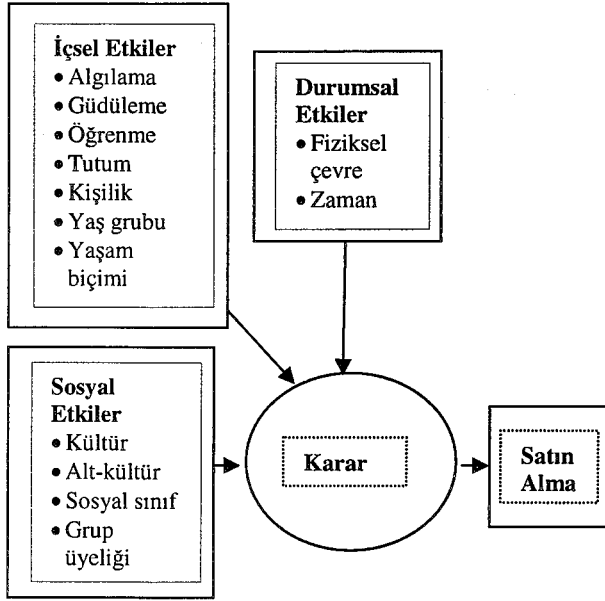 İçsel Etkiler
• Algılama
• Güdüleme
• Öğrenme
• Tutum
• Kişilik
• Yaş grubu
• Yaşam
biçimi
Durumsal
Etkiler
• Fiziksel
çevre
• Zaman
Sosyal
Etkiler
• Kültür
• Alt-kültür
• Sosyal sınıf
• Grup
üyeliği
Karar
Satın
Alma